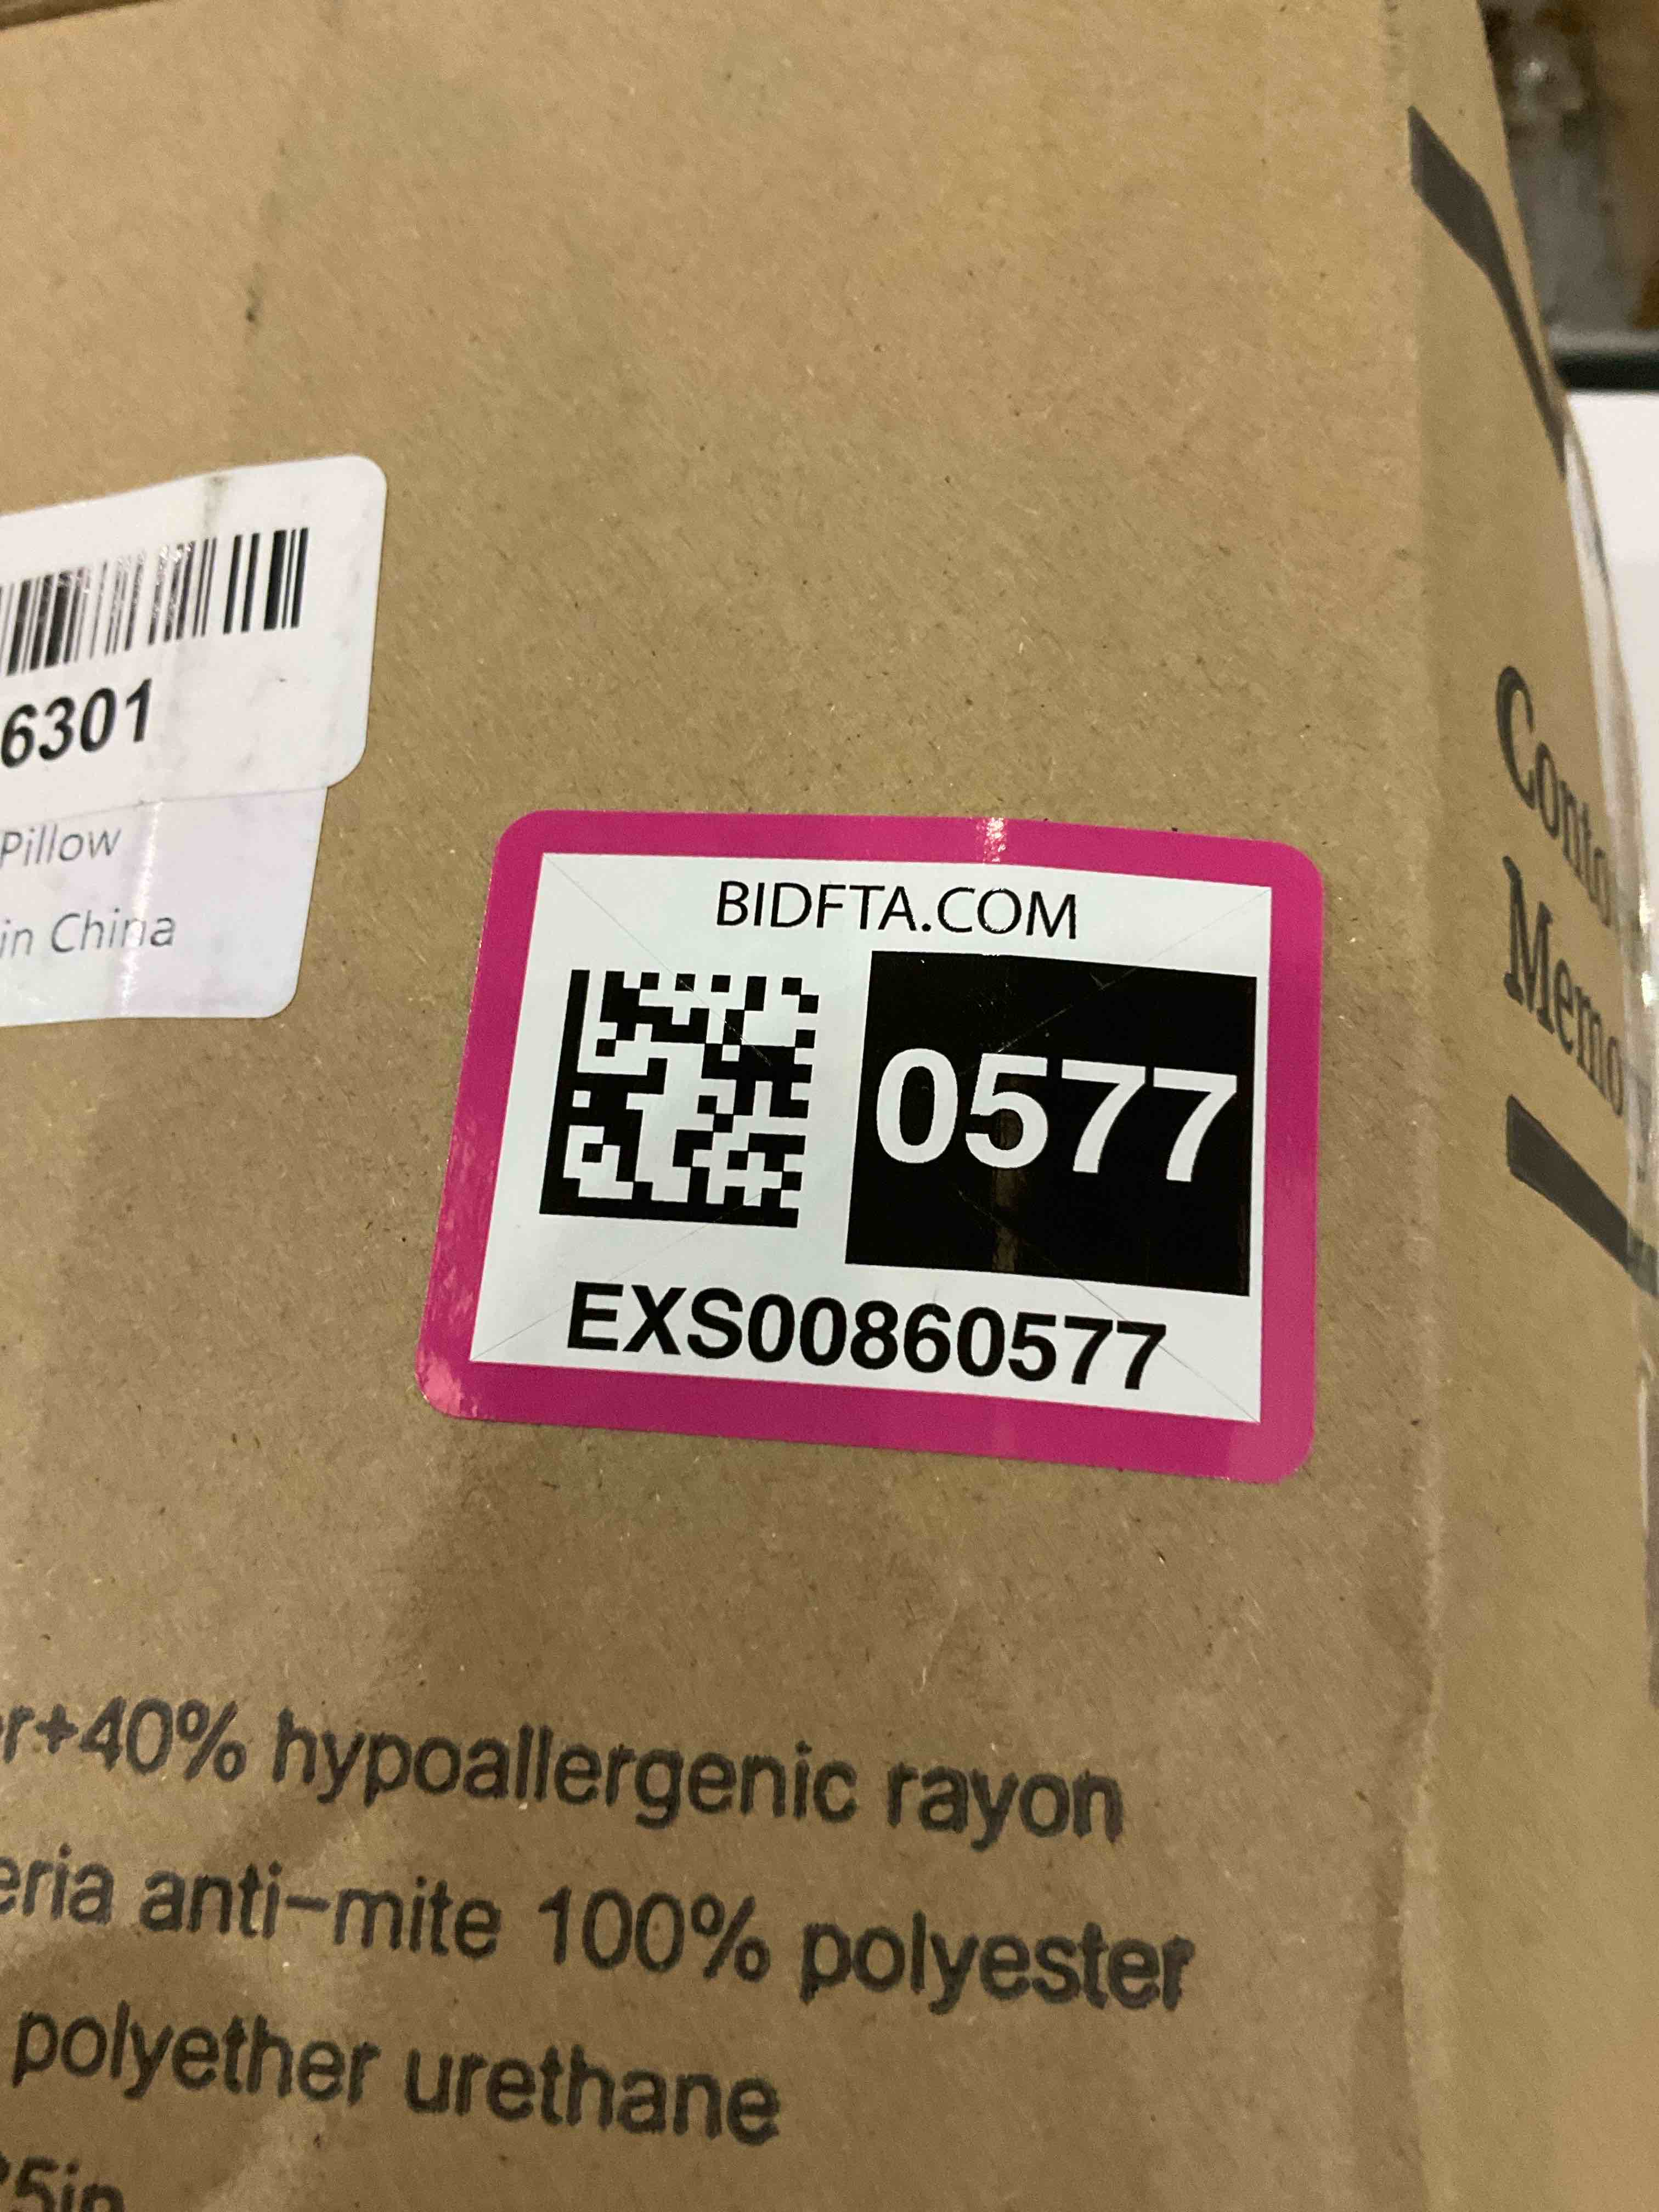 6301
Pillow
in China
BIDFTA.COM
0577
EXS00860577
Conto
Memo
r+40% hypoallergenic rayon
eria anti-mite 100% polyester
polyether urethane
5in